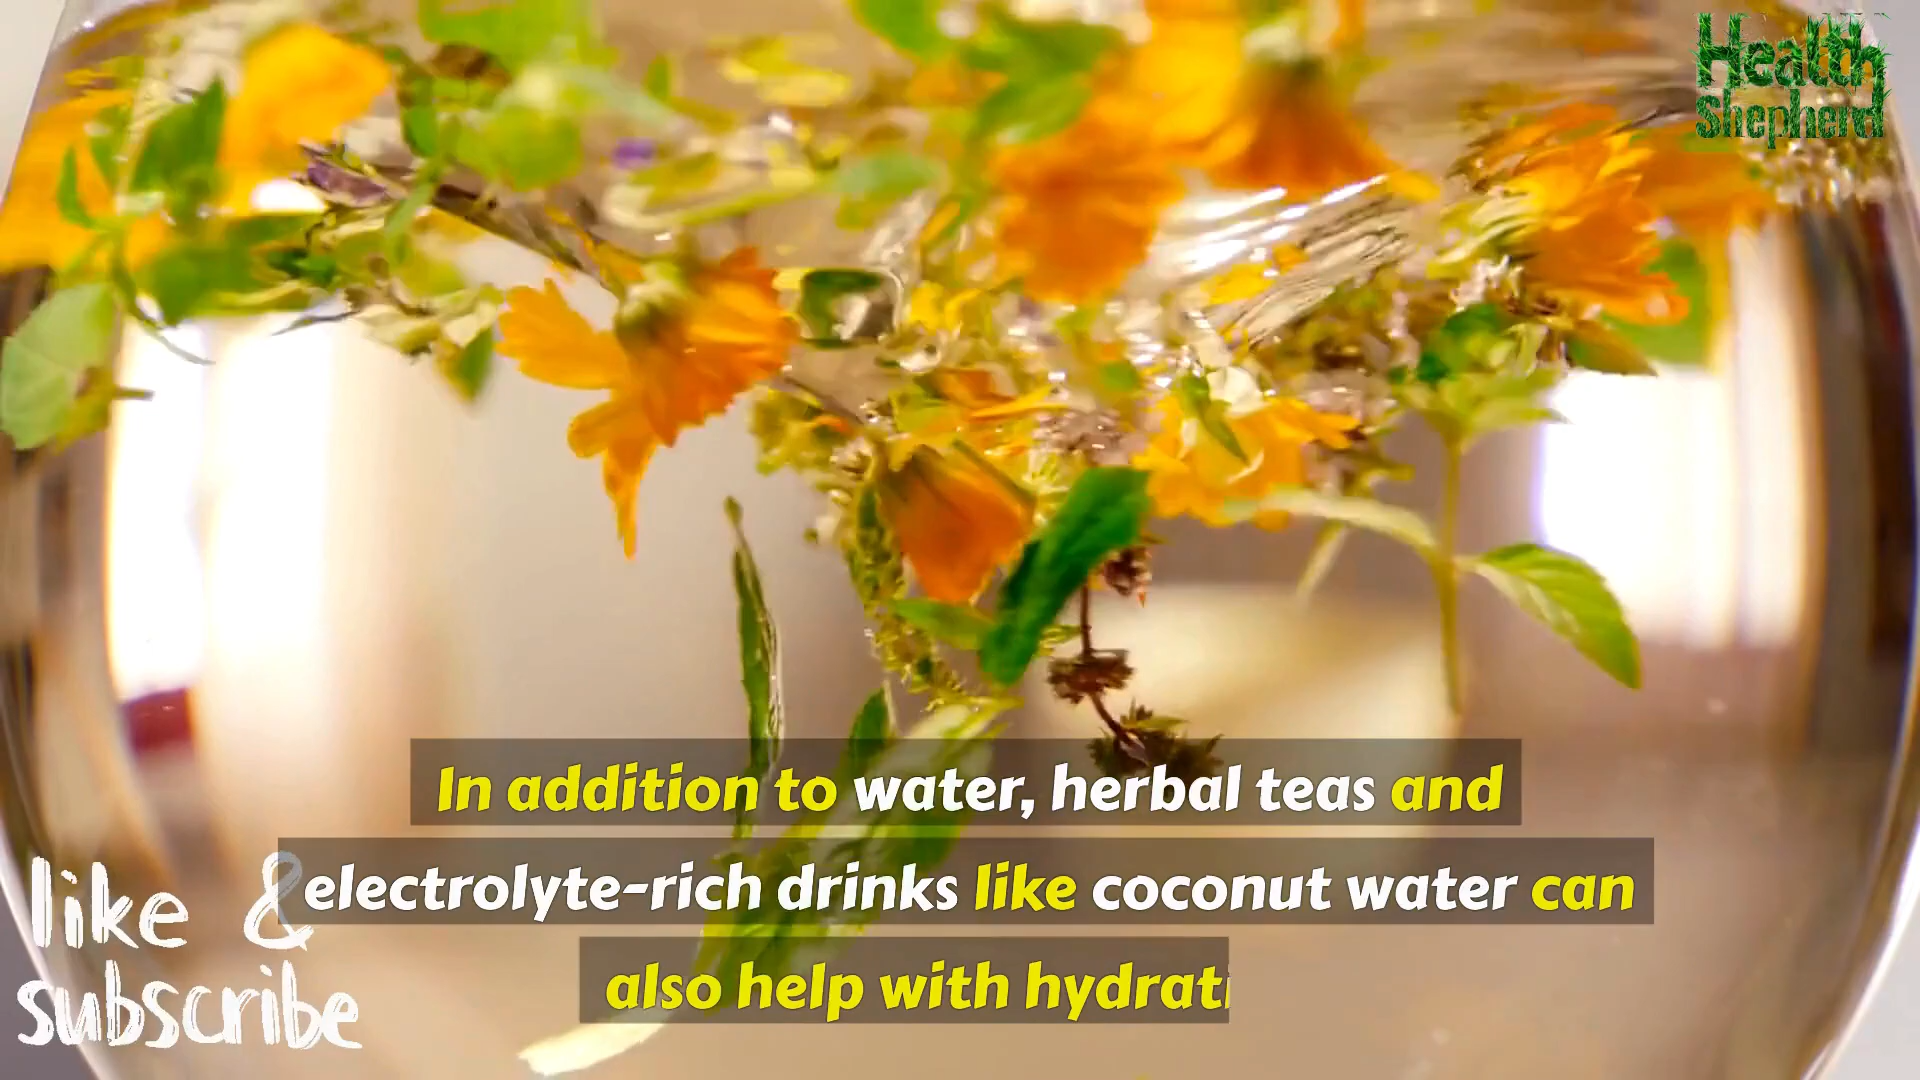 Health
Shepherd
In addition to water, herbal teas and
electrolyte-rich drinks like coconut water can
also help with hydrati
like &
subscribe